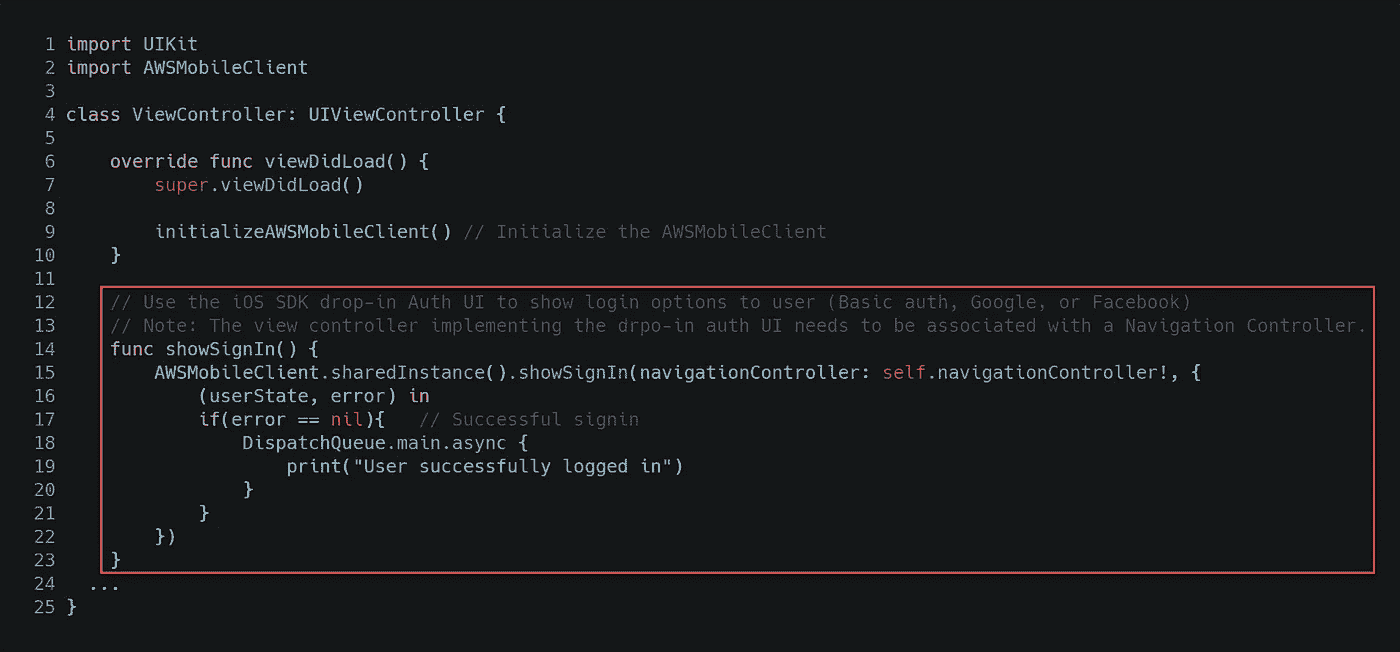 1 import UIKit
2 import AWSMobileClient
3
4 class ViewController: UIViewController {
5
6     override func viewDidLoad() {
7         super.viewDidLoad()
8
9         initializeAWSMobileClient() // Initialize the AWSMobileClient
10     }
11
12     // Use the iOS SDK drop-in Auth UI to show login options to user (Basic auth, Google, or Facebook)
13     // Note: The view controller implementing the drpo-in auth UI needs to be associated with a Navigation Controller.
14     func showSignIn() {
15         AWSMobileClient.sharedInstance().showSignIn(navigationController: self.navigationController!, {
16             (userState, error) in
17             if(error == nil){   // Successful signin
18                 DispatchQueue.main.async {
19                     print("User successfully logged in")
20                 }
21             }
22         })
23     }
24   ...
25 }